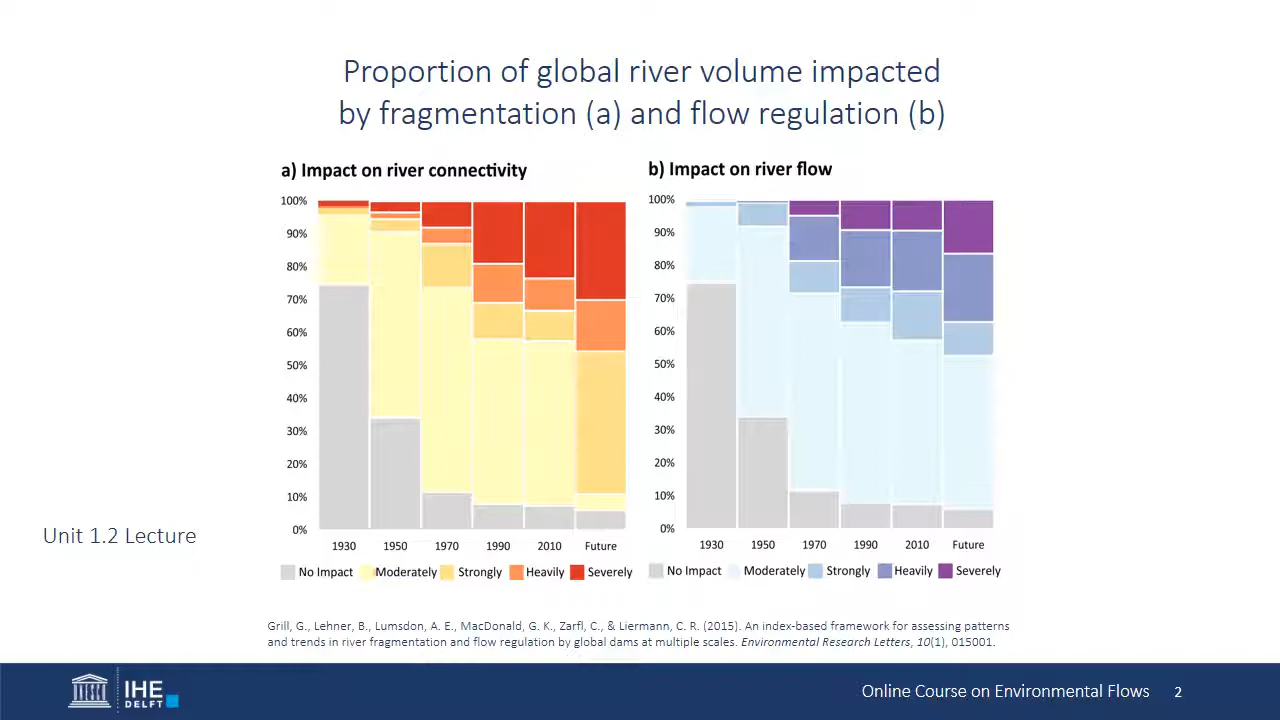 Proportion of global river volume impacted
by fragmentation (a) and flow regulation (b)
a) Impact on river connectivity
100%
90%
80%
70%
60%
50%
40%
30%
20%
10%
0%
1930 1950 1970 1990 2010 Future
No Impact Moderately Strongly Heavily Severely
b) Impact on river flow
100%
90%
80%
70%
60%
50%
40%
30%
20%
10%
0%
1930 1950 1970 1990 2010 Future
No Impact Moderately Strongly Heavily Severely
Unit 1.2 Lecture
Grill, G., Lehner, B., Lumsdon, A. E., MacDonald, G. K., Zarfl, C., & Liermann, C. R. (2015). An index-based framework for assessing patterns
and trends in river fragmentation and flow regulation by global dams at multiple scales. Environmental Research Letters, 10(1), 015001.
IHE
DELFT
Online Course on Environmental Flows 2